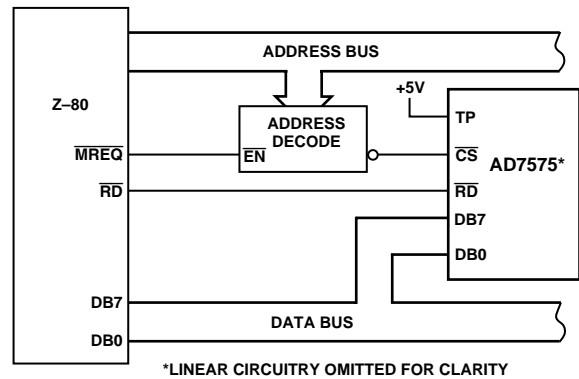 ADDRESS BUS
+5V
Z–80
TP
ADDRESS
DECODE
MREQ
EN
CS
AD7575*
RD
RD
DB7
DB0
DB7
DATA BUS
DB0
*LINEAR CIRCUITRY OMITTED FOR CLARITY